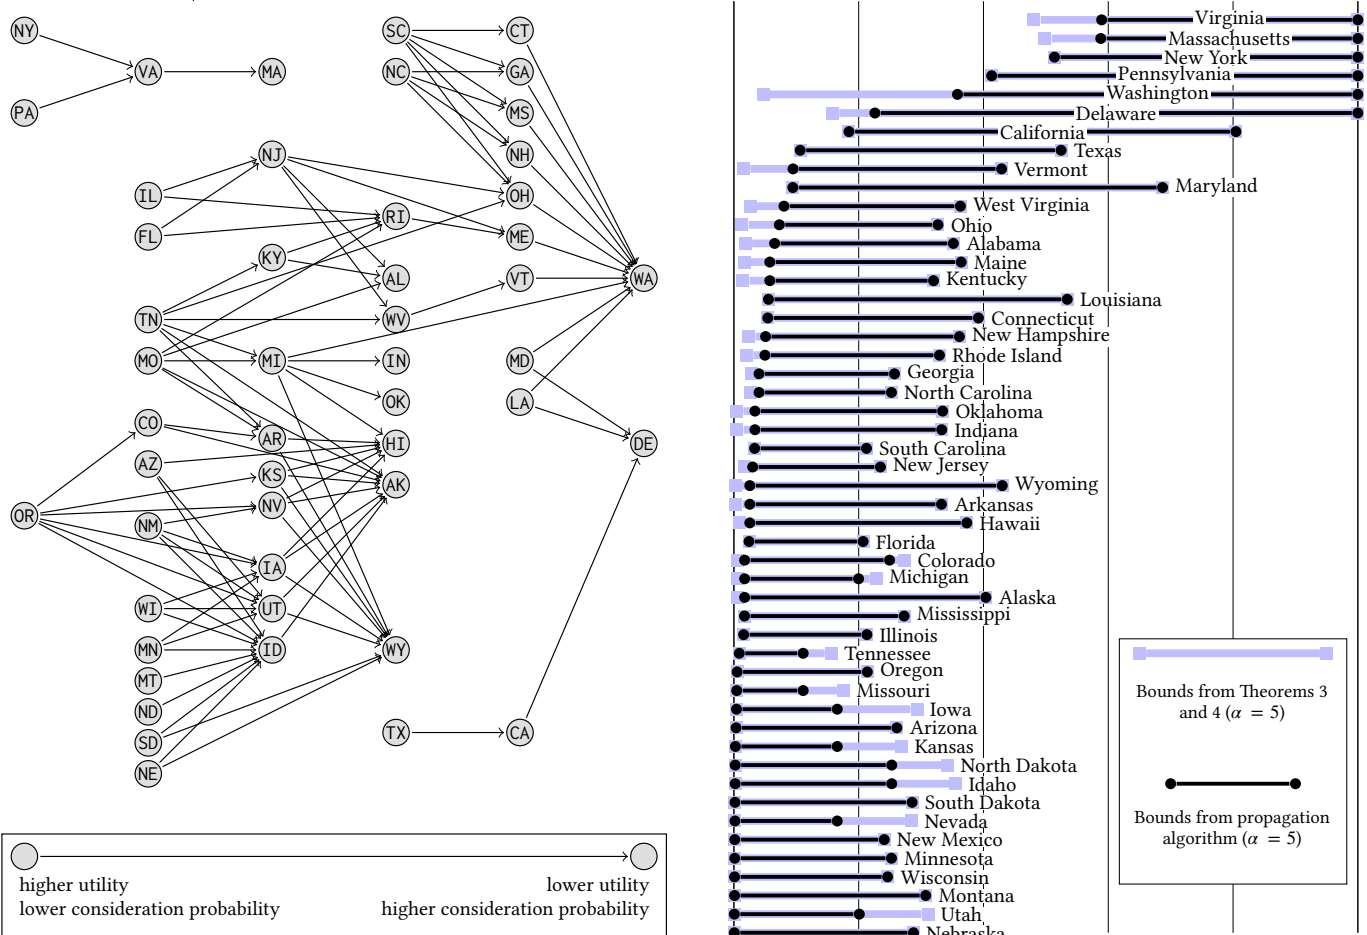 NY
VA
MA
PA
SC
CT
NC
GA
MS
NH
NJ
IL
OH
RI
FL
ME
KY
AL
VT
WA
TN
WV
MO
MI
IN
MD
OK
LA
CO
AR
HI
DE
AZ
KS
AK
NV
OR
NM
IA
WI
UT
MN
ID
WY
MT
ND
SD
TX
CA
NE
higher utility
lower consideration probability
lower utility
higher consideration probability
Virginia
Massachusetts
New York
Pennsylvania
Washington
Delaware
California
Texas
Vermont
Maryland
West Virginia
Ohio
Alabama
Maine
Kentucky
Louisiana
Connecticut
New Hampshire
Rhode Island
Georgia
North Carolina
Oklahoma
Indiana
South Carolina
New Jersey
Wyoming
Arkansas
Hawaii
Florida
Colorado
Michigan
Alaska
Mississippi
Illinois
Tennessee
Oregon
Missouri
Iowa
Arizona
Kansas
North Dakota
Idaho
South Dakota
Nevada
New Mexico
Minnesota
Wisconsin
Montana
Utah
Nebraska
Bounds from Theorems 3
and 4 (α = 5)
Bounds from propagation
algorithm (α = 5)